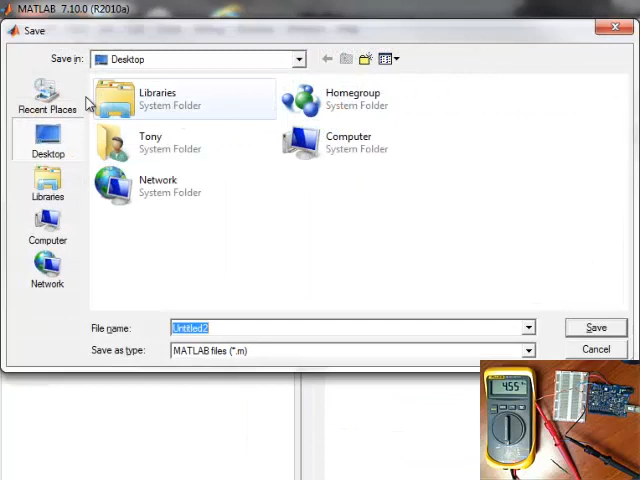 MATLAB 7.10.0 (R2010a)
Save
Save in:
Desktop
Recent Places
Desktop
Libraries
Computer
Network
Libraries
System Folder
Homegroup
System Folder
Tony
System Folder
Computer
System Folder
Network
System Folder
File name:
Untitled2
Save
Save as type:
MATLAB files (*.m)
Cancel
4.55